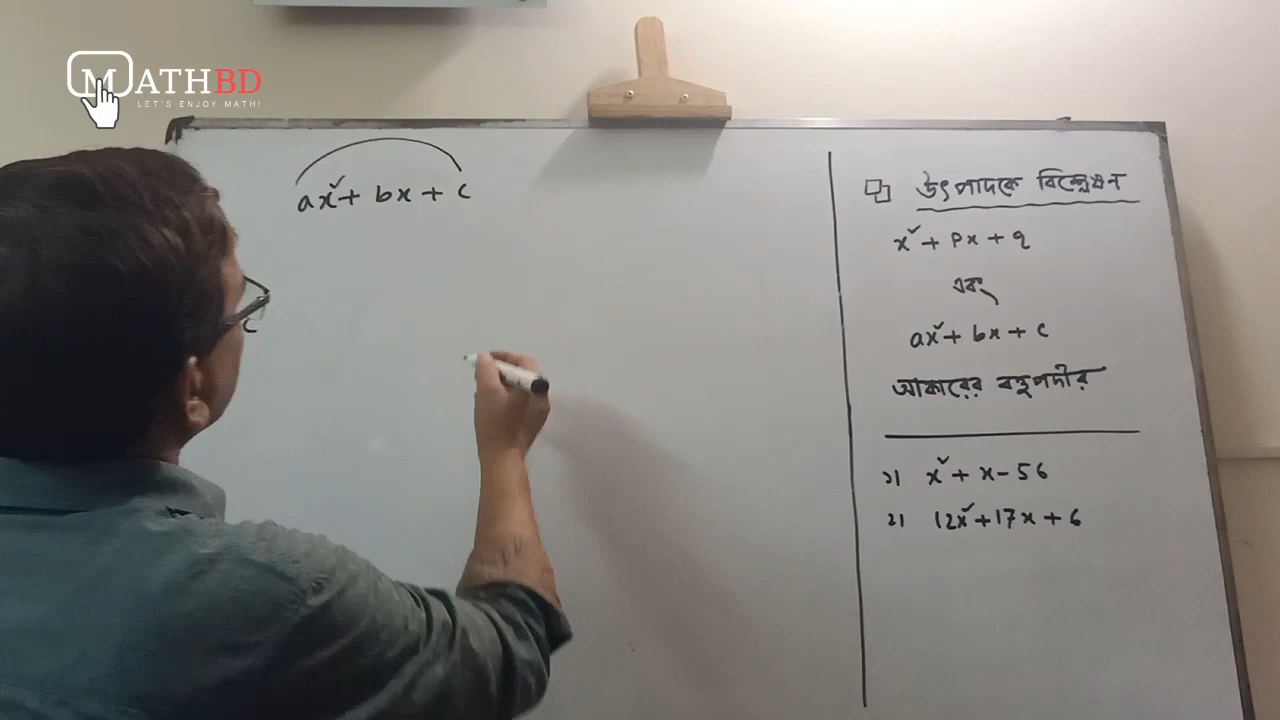 MATHBD
LET'S ENJOY MATH!
ax² + bx + c
c
উৎপাদকে বিশ্লেষণ
x² + px + q
এবং
ax² + bx + c
আকারের বহুপদীর
১। x² + x - 56
২। 12x² + 17x + 6